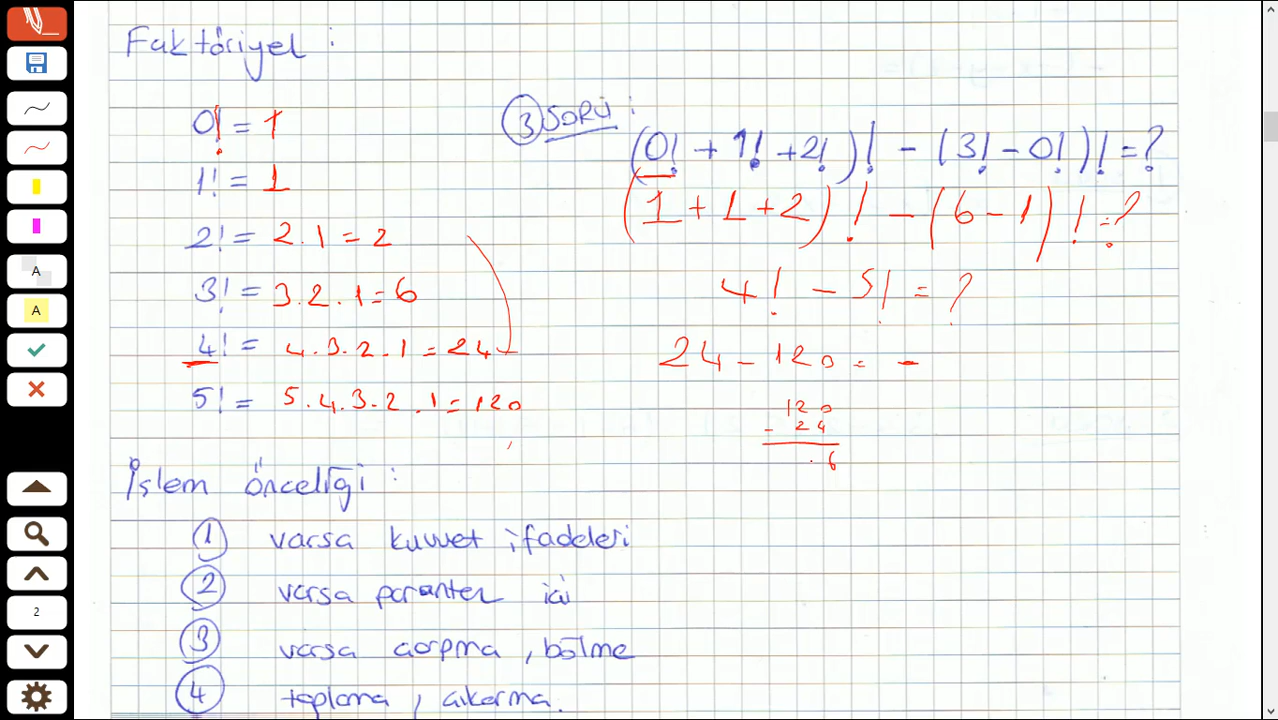 Faktöriyel :
0! = 1
1! = 1
2! = 2.1 = 2
3! = 3.2.1 = 6
4! = 4.3.2.1 = 24
5! = 5.4.3.2.1 = 120
3 SORU :
(0! + 1! + 2!)! - (3! - 0!)! = ?
(1 + 1 + 2)! - (6 - 1)! = ?
4! - 5! = ?
24 - 120 = -
120
- 24
6
İşlem önceliği :
1 varsa kuvvet ifadeleri
2 varsa parantez içi
3 varsa çarpma, bölme
4 toplama, çıkarma.
A
A
2